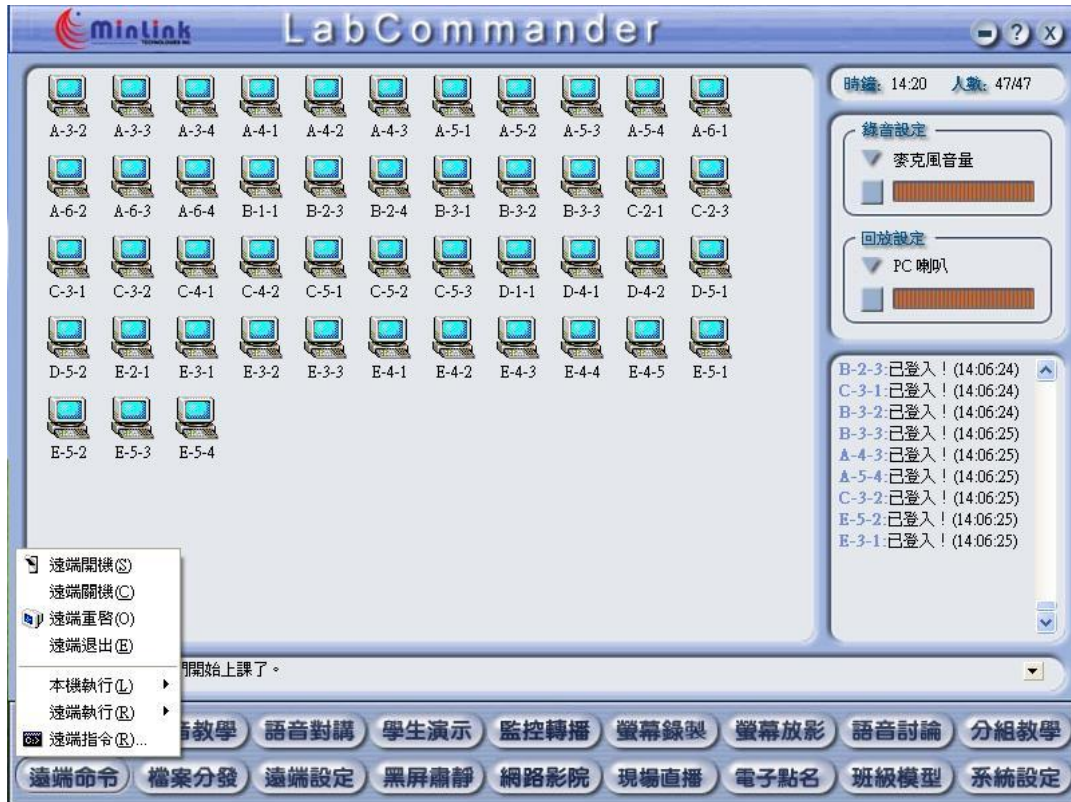 MinLink
TECHNOLOGIES INC.
LabCommander
? X
時鐘: 14:20 人數: 47/47
A-3-2 A-3-3 A-3-4 A-4-1 A-4-2 A-4-3 A-5-1 A-5-2 A-5-3 A-5-4 A-6-1
A-6-2 A-6-3 A-6-4 B-1-1 B-2-3 B-2-4 B-3-1 B-3-2 B-3-3 C-2-1 C-2-3
C-3-1 C-3-2 C-4-1 C-4-2 C-5-1 C-5-2 C-5-3 D-1-1 D-4-1 D-4-2 D-5-1
D-5-2 E-2-1 E-3-1 E-3-2 E-3-3 E-4-1 E-4-2 E-4-3 E-4-4 E-4-5 E-5-1
E-5-2 E-5-3 E-5-4
錄音設定
麥克風音量
回放設定
PC 喇叭
B-2-3:已登入！(14:06:24)
C-3-1:已登入！(14:06:24)
B-3-2:已登入！(14:06:24)
B-3-3:已登入！(14:06:25)
A-4-3:已登入！(14:06:25)
A-5-4:已登入！(14:06:25)
C-3-2:已登入！(14:06:25)
E-5-2:已登入！(14:06:25)
E-3-1:已登入！(14:06:25)
遠端開機(S)
遠端關機(C)
遠端重啓(O)
遠端退出(E)
本機執行(L)
遠端執行(R)
遠端指令(R)...
開始上課了。
教學 語音對講 學生演示 監控轉播 螢幕錄製 螢幕放影 語音討論 分組教學
遠端命令 檔案分發 遠端設定 黑屏肅靜 網路影院 現場直播 電子點名 班級模型 系統設定